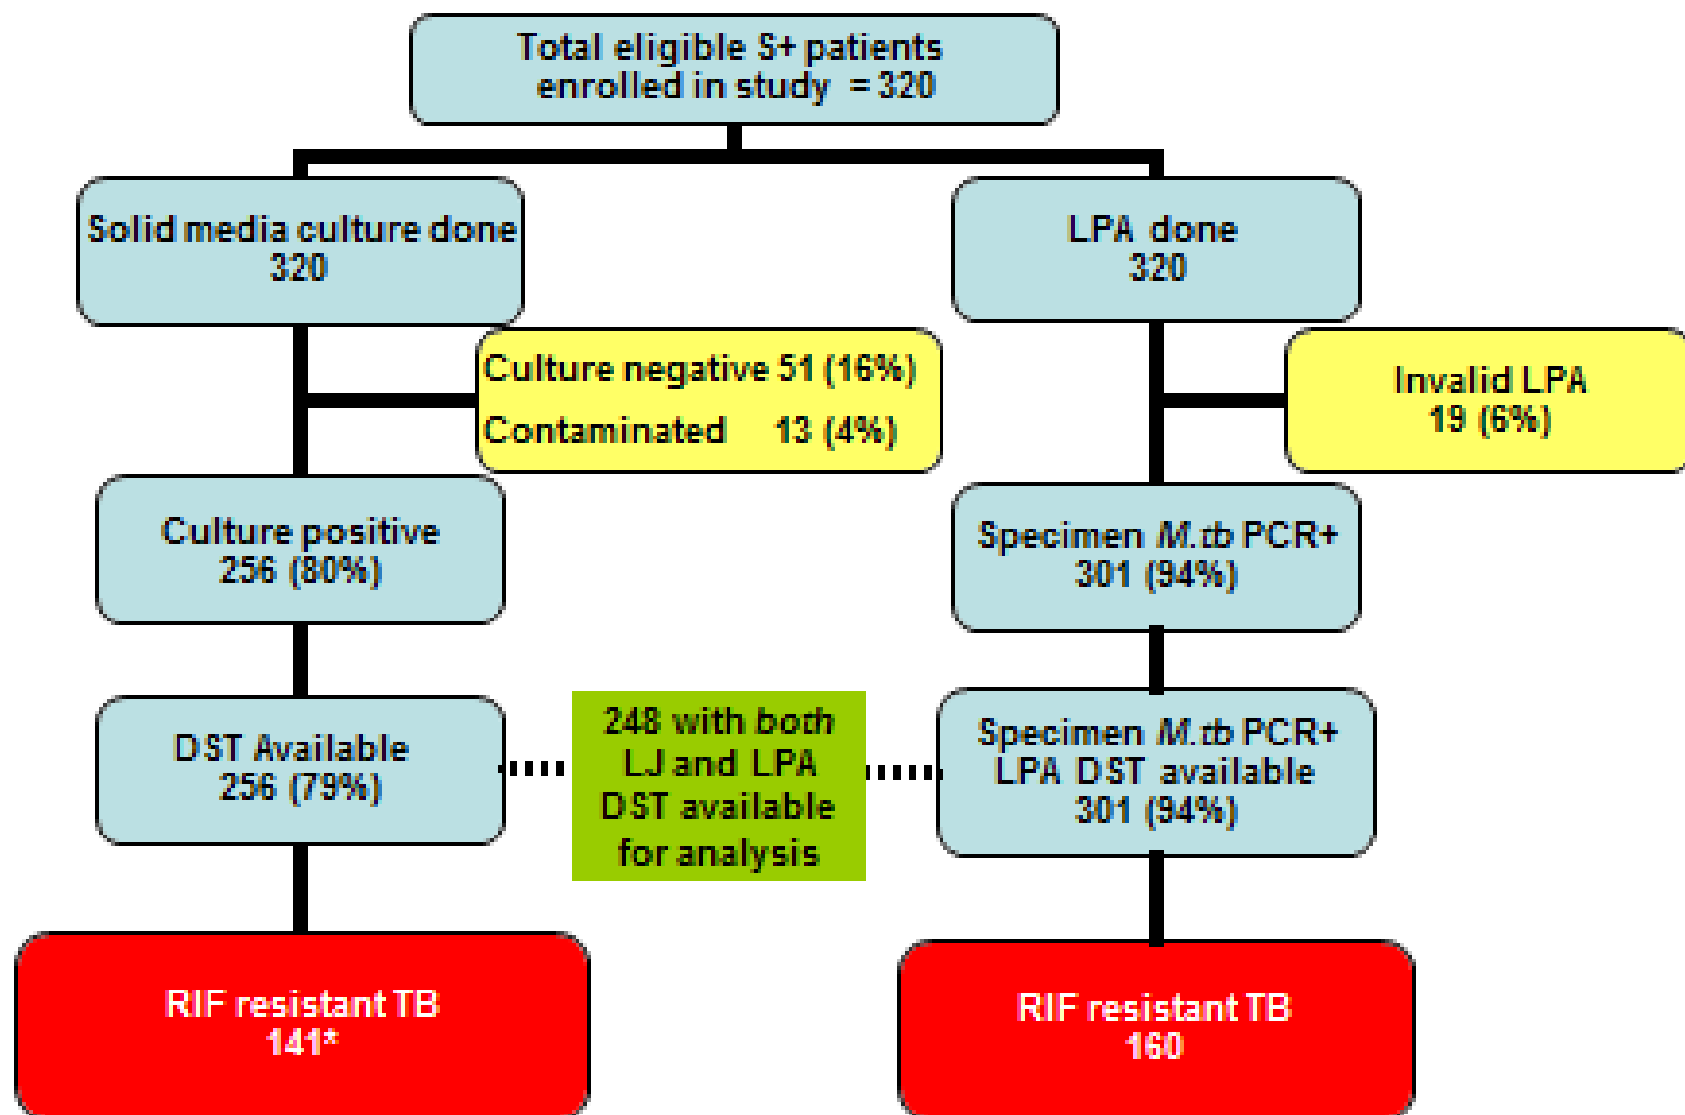 Total eligible S+ patients
enrolled in study = 320
Solid media culture done
320
LPA done
320
Culture negative 51 (16%)
Contaminated 13 (4%)
Invalid LPA
19 (6%)
Culture positive
256 (80%)
Specimen M.tb PCR+
301 (94%)
DST Available
256 (79%)
248 with both
LJ and LPA
DST available
for analysis
Specimen M.tb PCR+
LPA DST available
301 (94%)
RIF resistant TB
141*
RIF resistant TB
160